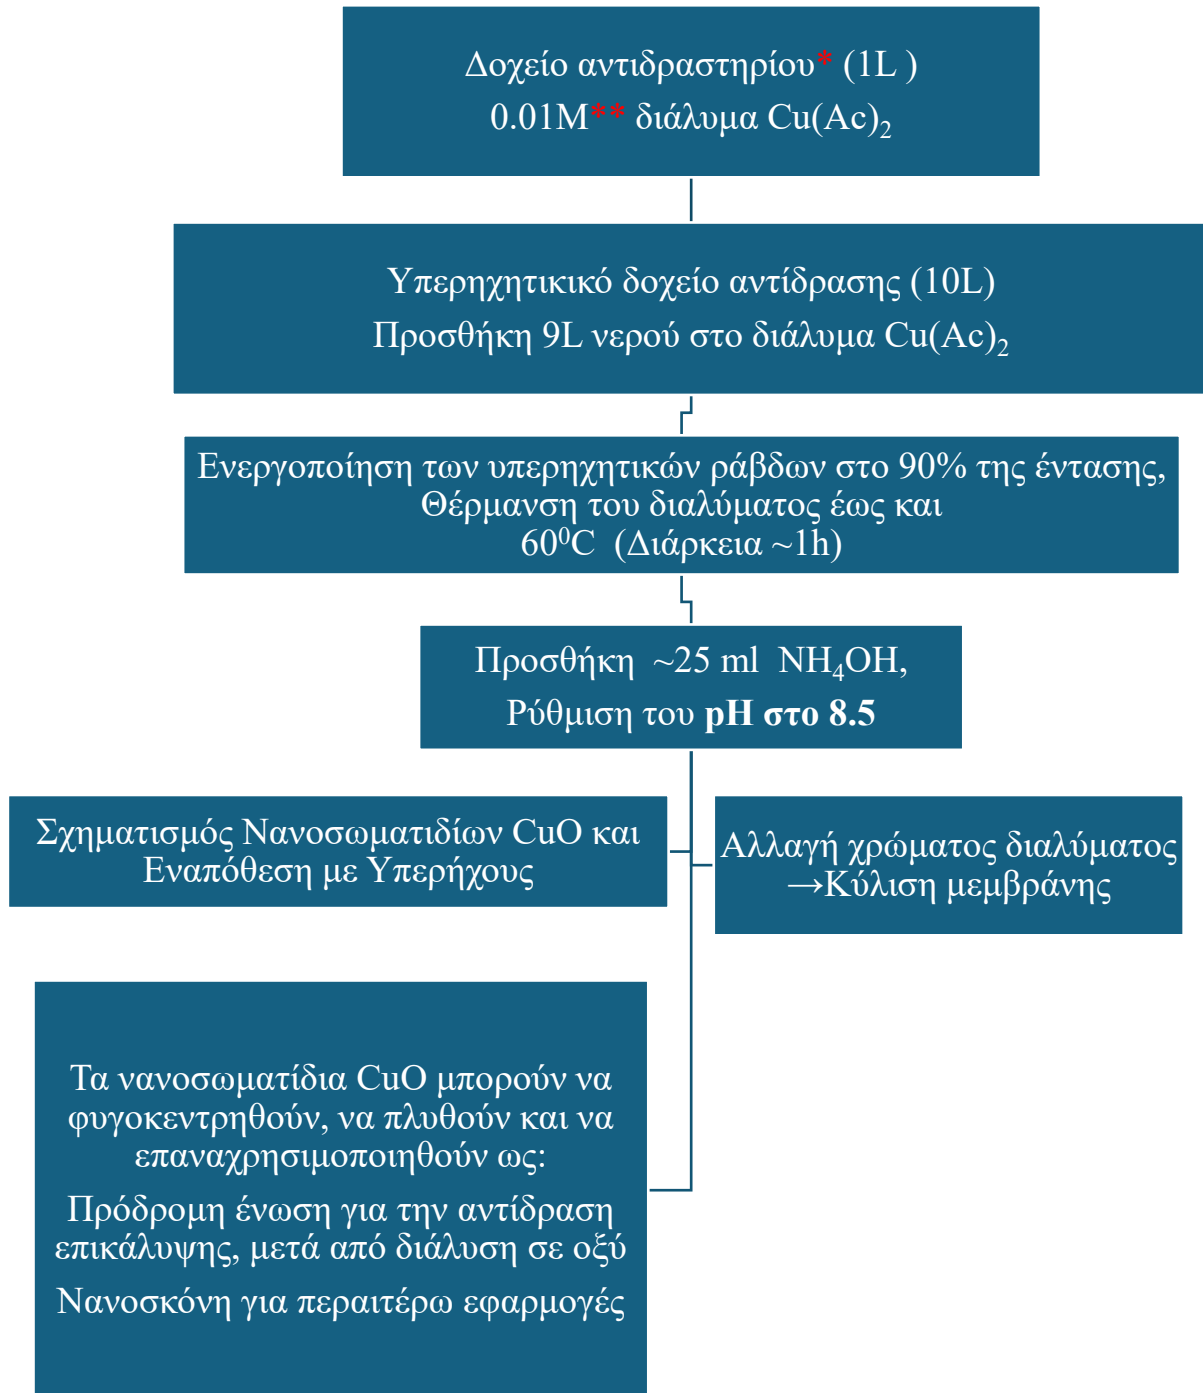 Δοχείο αντιδραστηρίου* (1L )
0.01M** διάλυμα Cu(Ac)₂
Υπερηχητικικό δοχείο αντίδρασης (10L)
Προσθήκη 9L νερού στο διάλυμα Cu(Ac)₂
Ενεργοποίηση των υπερηχητικών ράβδων στο 90% της έντασης,
Θέρμανση του διαλύματος έως και
60⁰C (Διάρκεια ~1h)
Προσθήκη ~25 ml NH₄OH,
Ρύθμιση του pH στο 8.5
Σχηματισμός Νανοσωματιδίων CuO και
Εναπόθεση με Υπερήχους
Αλλαγή χρώματος διαλύματος
→Κύλιση μεμβράνης
Τα νανοσωματίδια CuO μπορούν να
φυγοκεντρηθούν, να πλυθούν και να
επαναχρησιμοποιηθούν ως:
Πρόδρομη ένωση για την αντίδραση
επικάλυψης, μετά από διάλυση σε οξύ
Νανοσκόνη για περαιτέρω εφαρμογές